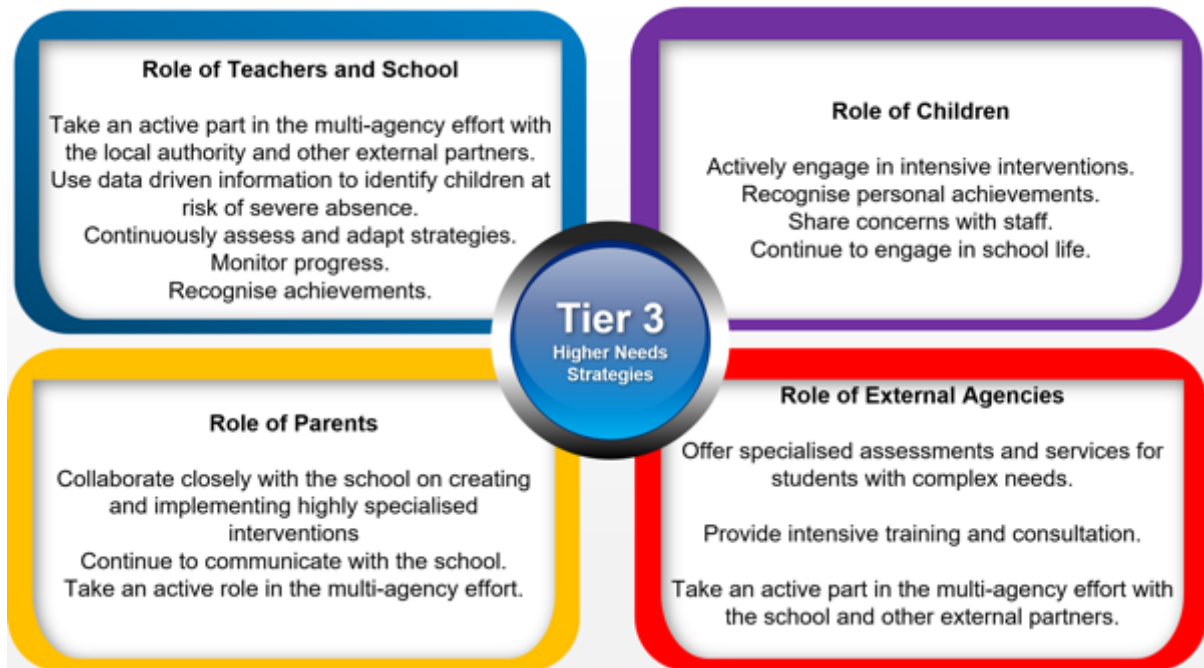 Role of Teachers and School
Take an active part in the multi-agency effort with
the local authority and other external partners.
Use data driven information to identify children at
risk of severe absence.
Continuously assess and adapt strategies.
Monitor progress.
Recognise achievements.
Role of Children
Actively engage in intensive interventions.
Recognise personal achievements.
Share concerns with staff.
Continue to engage in school life.
Tier 3
Higher Needs
Strategies
Role of Parents
Collaborate closely with the school on creating
and implementing highly specialised
interventions
Continue to communicate with the school.
Take an active role in the multi-agency effort.
Role of External Agencies
Offer specialised assessments and services for
students with complex needs.
Provide intensive training and consultation.
Take an active part in the multi-agency effort with
the school and other external partners.